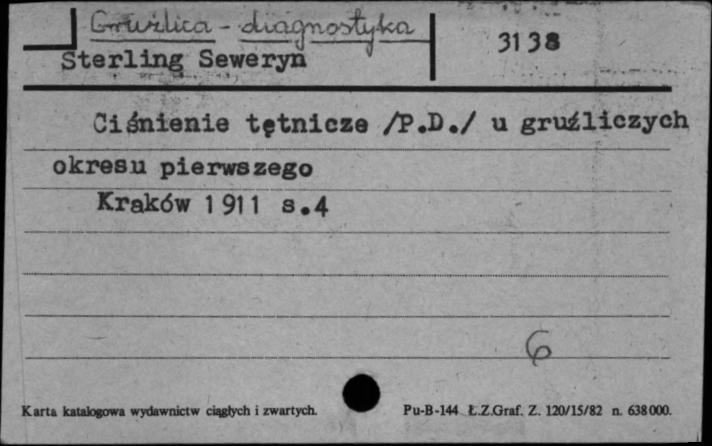 Gruźlica - diagnostyka
3138
Sterling Seweryn
Ciśnienie tętnicze /P.D./ u gruźliczych
okresu pierwszego
Kraków 1911 s.4
6
Karta katalogowa wydawnictw ciągłych i zwartych.
Pu-B-144 Ł.Z.Graf. Z. 120/15/82 n. 638000.